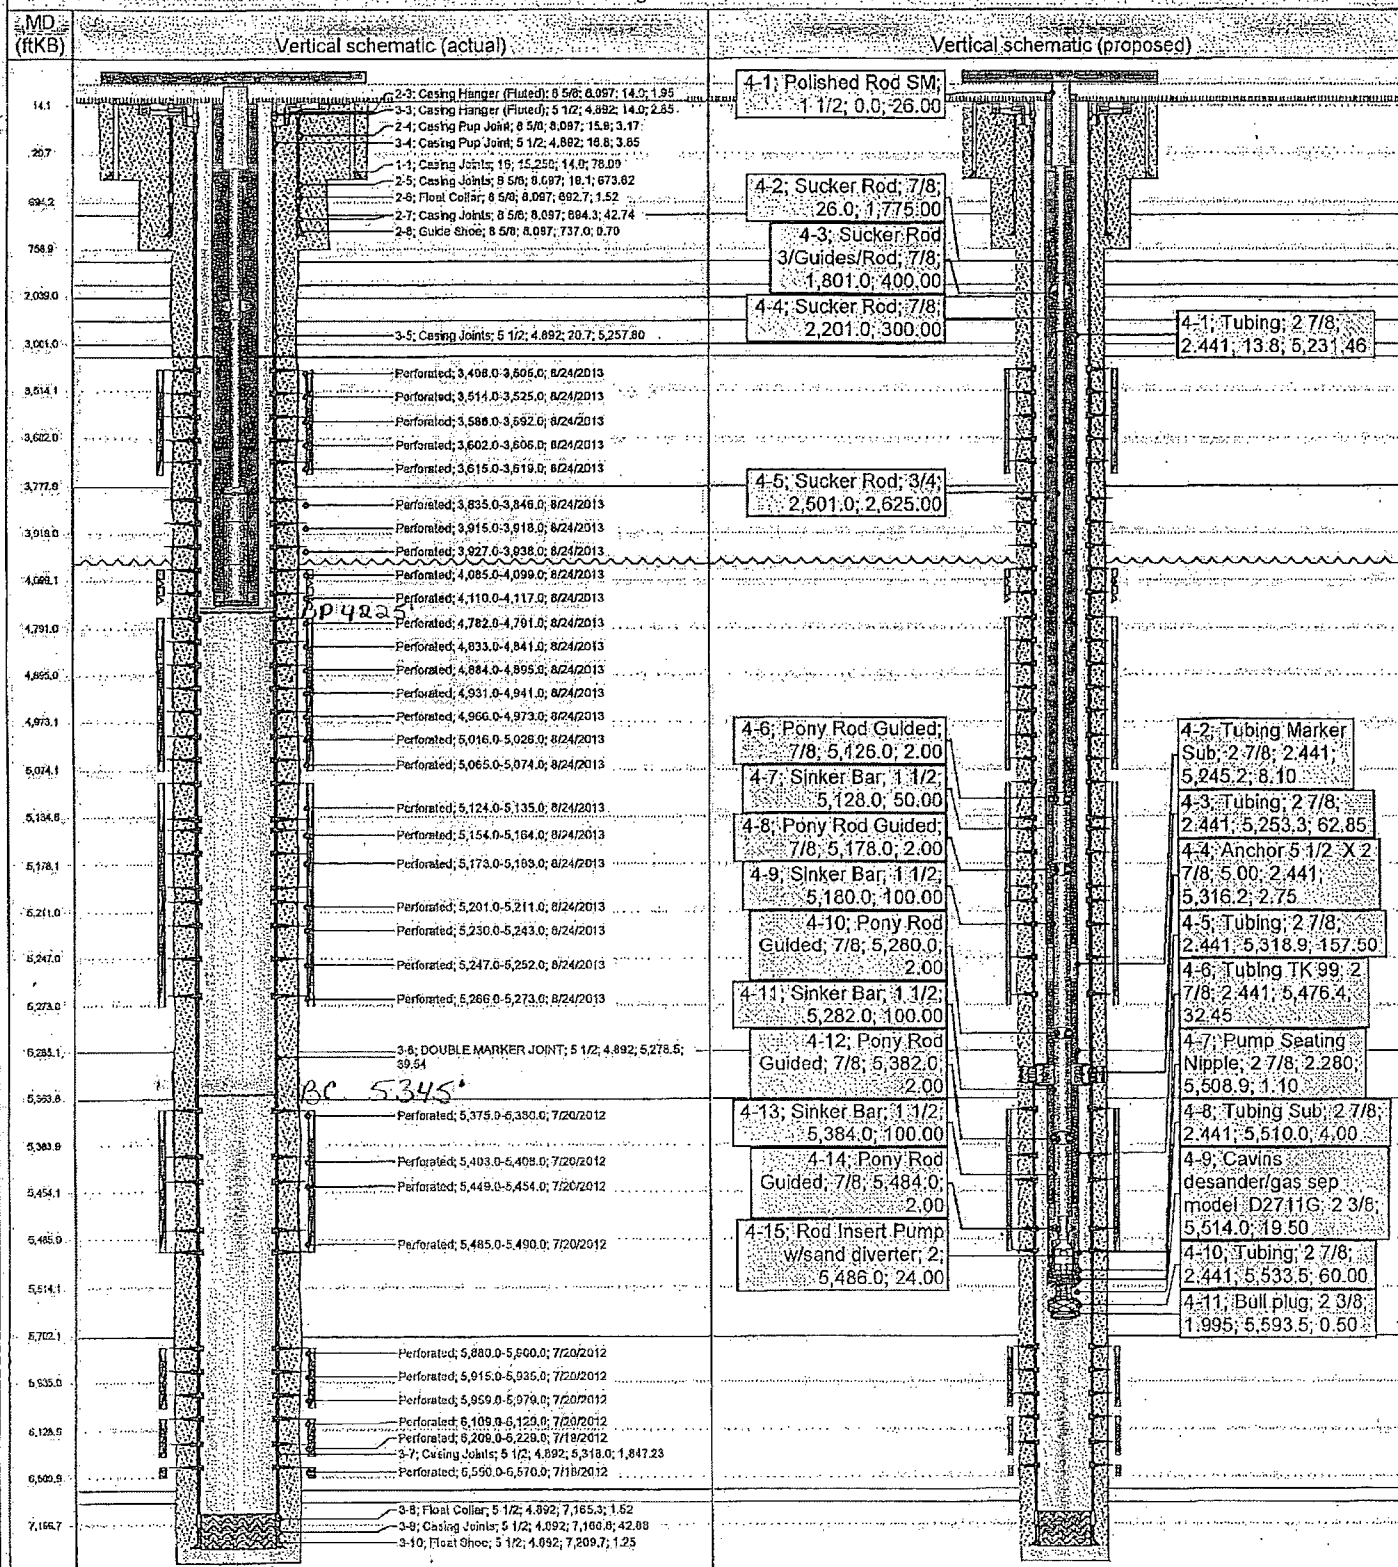 MD
(ftKB)
Vertical schematic (actual)
Vertical schematic (proposed)
14.1
20.7
694.2
756.9
2,039.0
3,001.0
3,514.1
3,602.0
3,777.9
3,918.0
4,099.1
4,791.0
4,895.0
4,973.1
5,074.1
5,178.1
5,211.0
5,247.0
5,273.0
5,454.1
5,485.0
5,514.1
5,702.1
5,935.0
7,166.7
2-3; Casing Hanger (Fluted); 8 5/8; 8.097; 14.0; 1.95
3-3; Casing Hanger (Fluted); 5 1/2; 4.892; 14.0; 2.85
2-4; Casing Pup Joint; 8 5/8; 8.097; 15.9; 3.17
3-4; Casing Pup Joint; 5 1/2; 4.892; 16.8; 3.85
1-1; Casing Joints; 16; 15.250; 14.0; 78.00
2-5; Casing Joints; 8 5/8; 8.097; 19.1; 673.62
2-6; Float Collar; 8 5/8; 8.097; 692.7; 1.52
2-7; Casing Joints; 8 5/8; 8.097; 694.3; 42.74
2-8; Guide Shoe; 8 5/8; 8.097; 737.0; 0.70
3-5; Casing Joints; 5 1/2; 4.892; 20.7; 5,257.80
Perforated; 3,514.0-3,525.0; 8/24/2013
Perforated; 3,586.0-3,592.0; 8/24/2013
Perforated; 3,602.0-3,606.0; 8/24/2013
Perforated; 3,615.0-3,619.0; 8/24/2013
Perforated; 3,835.0-3,846.0; 8/24/2013
Perforated; 3,915.0-3,918.0; 8/24/2013
Perforated; 3,927.0-3,938.0; 8/24/2013
Perforated; 4,085.0-4,099.0; 8/24/2013
Perforated; 4,110.0-4,117.0; 8/24/2013
BP 4225'
Perforated; 4,782.0-4,791.0; 8/24/2013
Perforated; 4,833.0-4,841.0; 8/24/2013
Perforated; 4,884.0-4,895.0; 8/24/2013
Perforated; 4,931.0-4,941.0; 8/24/2013
Perforated; 4,966.0-4,973.0; 8/24/2013
Perforated; 5,016.0-5,026.0; 8/24/2013
Perforated; 5,065.0-5,074.0; 8/24/2013
Perforated; 5,124.0-5,135.0; 8/24/2013
Perforated; 5,154.0-5,164.0; 8/24/2013
Perforated; 5,173.0-5,183.0; 8/24/2013
Perforated; 5,201.0-5,211.0; 8/24/2013
Perforated; 5,230.0-5,243.0; 8/24/2013
Perforated; 5,247.0-5,252.0; 8/24/2013
Perforated; 5,266.0-5,273.0; 8/24/2013
3-6; DOUBLE MARKER JOINT; 5 1/2; 4.892; 5,278.5;
39.54
BC 5345'
Perforated; 5,375.0-5,380.0; 7/20/2012
Perforated; 5,403.0-5,408.0; 7/20/2012
Perforated; 5,449.0-5,454.0; 7/20/2012
Perforated; 5,485.0-5,490.0; 7/20/2012
Perforated; 5,880.0-5,900.0; 7/20/2012
Perforated; 5,915.0-5,935.0; 7/20/2012
Perforated; 5,959.0-5,979.0; 7/20/2012
Perforated; 6,109.0-6,129.0; 7/20/2012
Perforated; 6,209.0-6,229.0; 7/19/2012
3-7; Casing Joints; 5 1/2; 4.892; 5,318.0; 1,847.23
Perforated; 6,550.0-6,570.0; 7/18/2012
3-8; Float Collar; 5 1/2; 4.892; 7,165.3; 1.52
3-9; Casing Joints; 5 1/2; 4.892; 7,166.8; 42.88
3-10; Float Shoe; 5 1/2; 4.892; 7,209.7; 1.25
4-1; Polished Rod SM;
1 1/2; 0.0; 26.00
4-2; Sucker Rod; 7/8;
26.0; 1,775.00
4-3; Sucker Rod
3/Guides/Rod; 7/8;
1,801.0; 400.00
4-4; Sucker Rod; 7/8;
2,201.0; 300.00
4-5; Sucker Rod; 3/4;
2,501.0; 2,625.00
4-6; Pony Rod Guided;
7/8; 5,126.0; 2.00
4-7; Sinker Bar; 1 1/2;
5,128.0; 50.00
4-8; Pony Rod Guided;
7/8; 5,178.0; 2.00
4-9; Sinker Bar; 1 1/2;
5,180.0; 100.00
4-10; Pony Rod
Guided; 7/8; 5,280.0;
2.00
4-11; Sinker Bar; 1 1/2;
5,282.0; 100.00
4-12; Pony Rod
Guided; 7/8; 5,382.0;
2.00
4-13; Sinker Bar; 1 1/2;
5,384.0; 100.00
4-14; Pony Rod
Guided; 7/8; 5,484.0;
2.00
4-15; Rod Insert Pump
w/sand diverter; 2;
5,486.0; 24.00
4-1; Tubing; 2 7/8;
2.441; 13.8; 5,231.46
4-2; Tubing Marker
Sub; 2 7/8; 2.441;
5,245.2; 8.10
4-3; Tubing; 2 7/8;
2.441; 5,253.3; 62.85
4-4; Anchor 5 1/2 X 2
7/8; 5.00; 2.441;
5,316.2; 2.75
4-5; Tubing; 2 7/8;
2.441; 5,318.9; 157.50
4-6; Tubing TK 99; 2
7/8; 2.441; 5,476.4;
32.45
4-7; Pump Seating
Nipple; 2 7/8; 2.280;
5,508.9; 1.10
4-8; Tubing Sub; 2 7/8;
2.441; 5,510.0; 4.00
4-9; Cavins
desander/gas sep
model D2711G; 2 3/8;
5,514.0; 19.50
4-10; Tubing; 2 7/8;
2.441; 5,533.5; 60.00
4-11; Bull plug; 2 3/8;
1.995; 5,593.5; 0.50